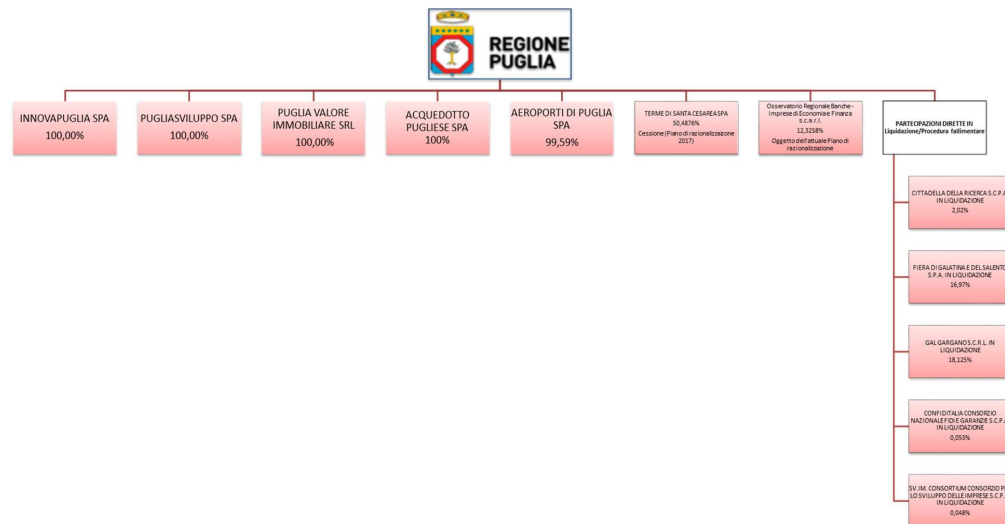 REGIONE
PUGLIA
INNOVAPUGLIA SPA
100,00%
PUGLIASVILUPPO SPA
100,00%
PUGLIA VALORE
IMMOBILIARE SRL
100,00%
ACQUEDOTTO
PUGLIESE SPA
100%
AEROPORTI DI PUGLIA
SPA
99,59%
TERME DI SANTA CESAREA SPA
50,4876%
Cessione (Piano di razionalizzaizone
2017)
Osservatorio Regionale Banche -
Imprese di Economia e Finanza
s.c.a.r.l.
12,3258%
Oggetto dell'attuale Piano di
razionalizzazione
PARTECIPAZIONI DIRETTE IN
Liquidazione/Procedura fallimentare
CITTADELLA DELLA RICERCA S.C.P.A.
IN LIQUIDAZIONE
2,02%
FIERA DI GALATINA E DEL SALENTO
S.P.A. IN LIQUIDAZIONE
16,97%
GAL GARGANO S.C.R.L. IN
LIQUIDAZIONE
18,125%
CONFIDITALIA CONSORZIO
NAZIONALE FIDI E GARANZIE S.C.P.A.
IN LIQUIDAZIONE
0,053%
SV.IM. CONSORTIUM CONSORZIO P
LO SVILUPPO DELLE IMPRESE S.C.P.
IN LIQUIDAZIONE
0,048%